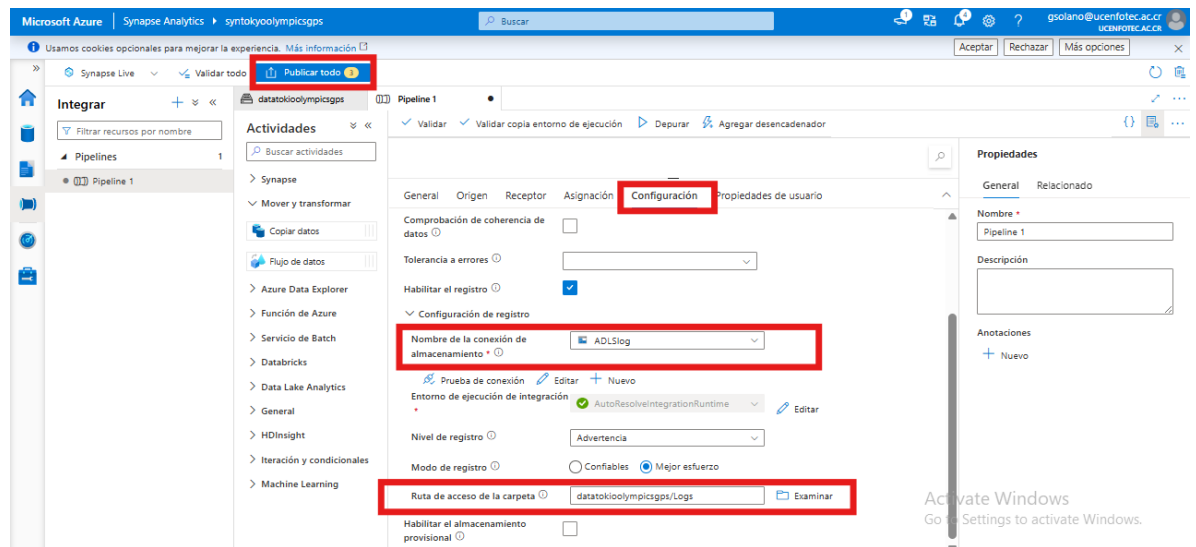 Microsoft Azure
Synapse Analytics
syntokyoolympicsgps
Buscar
gsolano@ucenfotec.ac.cr
UCENFOTEC.AC.CR
Usamos cookies opcionales para mejorar la experiencia. Más información
Aceptar
Rechazar
Más opciones
Synapse Live
Validar todo
Publicar todo 3
Integrar
Filtrar recursos por nombre
Pipelines 1
Pipeline 1
datatokioolympicsgps
Pipeline 1
Actividades
Buscar actividades
Synapse
Mover y transformar
Copiar datos
Flujo de datos
Azure Data Explorer
Función de Azure
Servicio de Batch
Databricks
Data Lake Analytics
General
HDInsight
Iteración y condicionales
Machine Learning
Validar
Validar copia entorno de ejecución
Depurar
Agregar desencadenador
General
Origen
Receptor
Asignación
Configuración
Propiedades de usuario
Comprobación de coherencia de
datos
Tolerancia a errores
Habilitar el registro
Configuración de registro
Nombre de la conexión de
almacenamiento *
ADLSlog
Prueba de conexión
Editar
Nuevo
Entorno de ejecución de integración
*
AutoResolveIntegrationRuntime
Editar
Nivel de registro
Advertencia
Modo de registro
Confiables
Mejor esfuerzo
Ruta de acceso de la carpeta
datatokioolympicsgps/Logs
Examinar
Habilitar el almacenamiento
provisional
Propiedades
General
Relacionado
Nombre *
Pipeline 1
Descripción
Anotaciones
Nuevo
Activate Windows
Go to Settings to activate Windows.